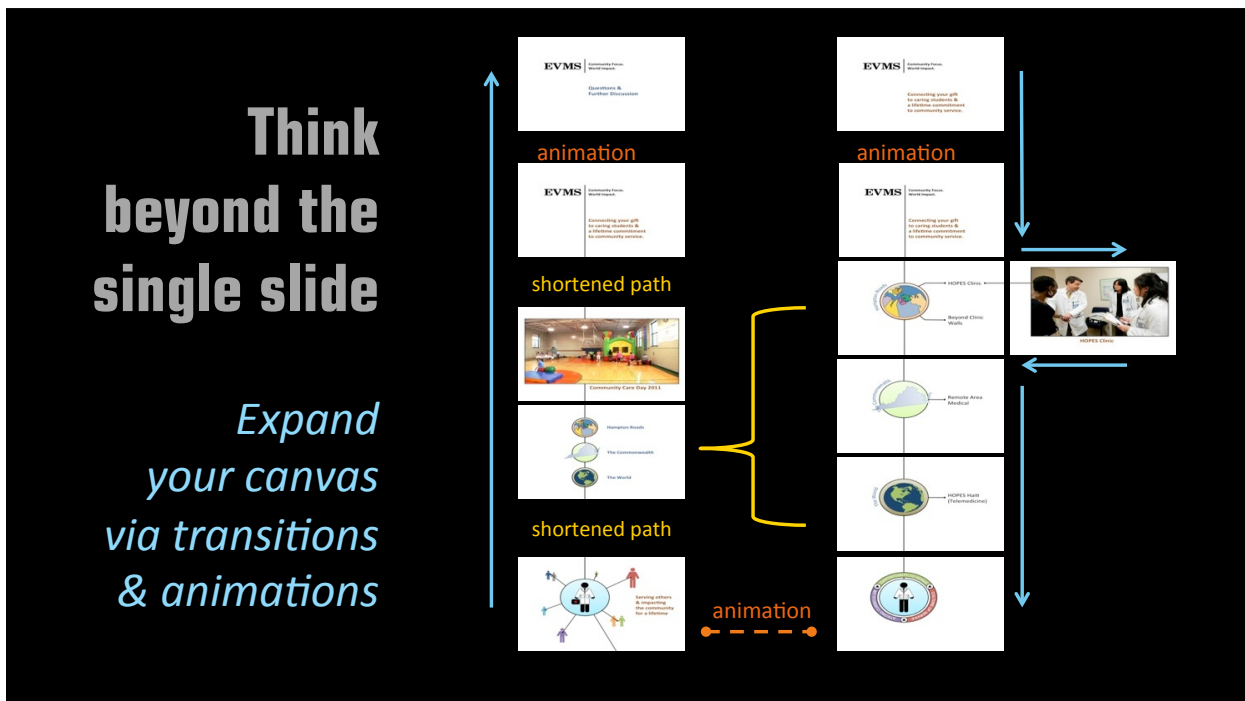 Think
beyond the
single slide
Expand
your canvas
via transitions
& animations
EVMS
Community Focus.
World Impact.
Questions &
Further Discussion
animation
EVMS
Community Focus.
World Impact.
Connecting your gift
to caring students &
a lifetime commitment
to community service.
shortened path
Community Care Day 2011
Hampton Roads
The Commonwealth
The World
shortened path
Serving others
& impacting
the community
for a lifetime
animation
EVMS
Community Focus.
World Impact.
Connecting your gift
to caring students &
a lifetime commitment
to community service.
animation
EVMS
Community Focus.
World Impact.
Connecting your gift
to caring students &
a lifetime commitment
to community service.
HOPES Clinic
Beyond Clinic
Walls
HOPES Clinic
Remote Area
Medical
HOPES Haiti
(Telemedicine)